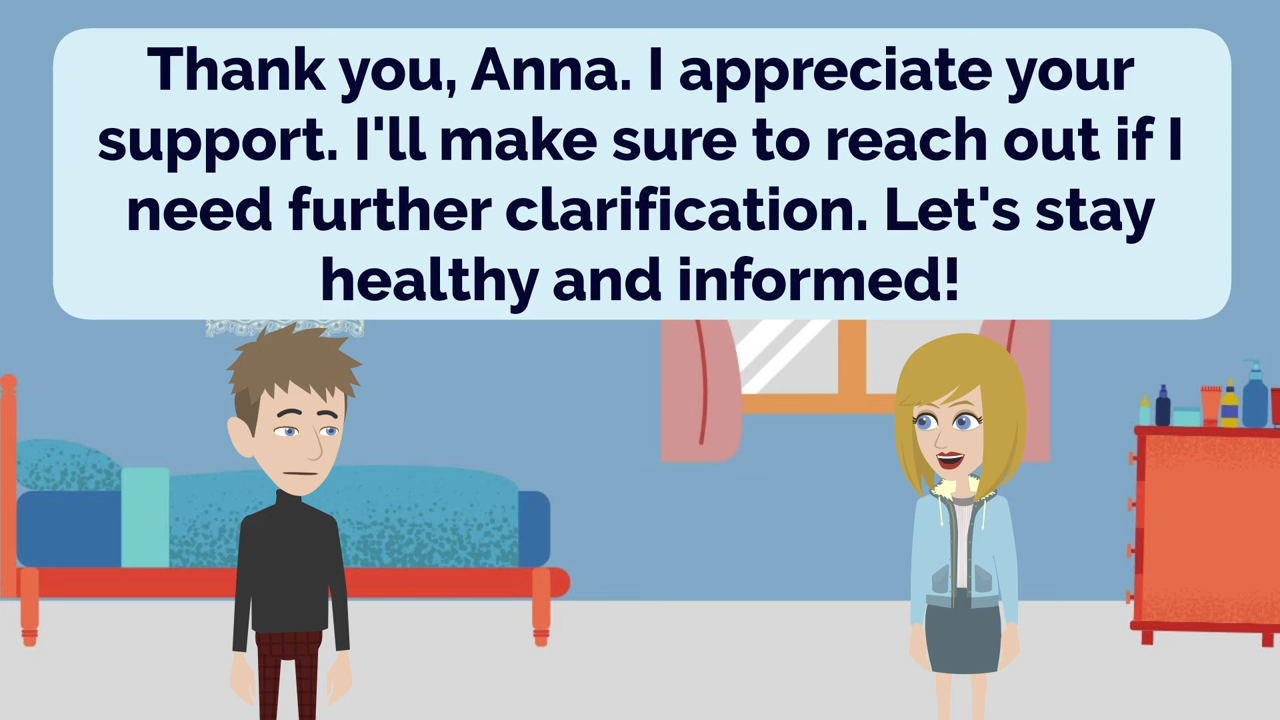 Thank you, Anna. I appreciate your
support. I'll make sure to reach out if I
need further clarification. Let's stay
healthy and informed!